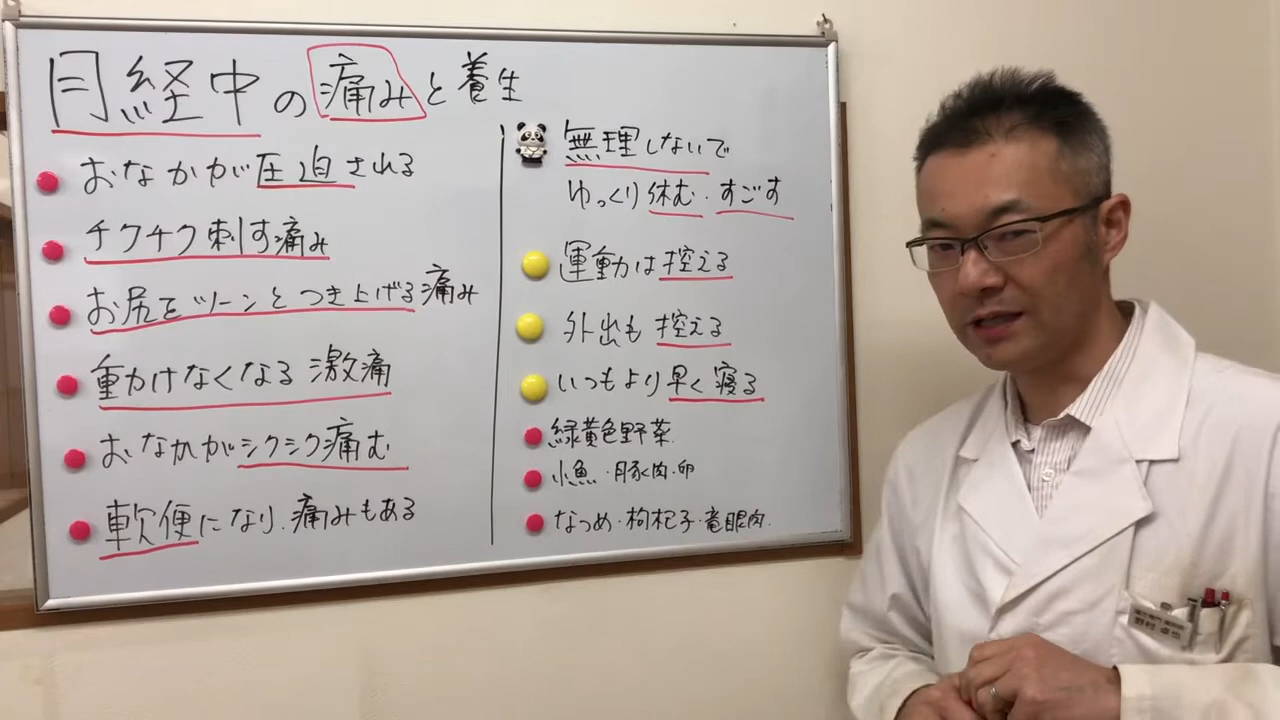 月経中の痛みと養生
おなかが圧迫される
チクチク刺す痛み
お尻をツーンとつき上げる痛み
動けなくなる激痛
おなかがシクシク痛む
軟便になり、痛みもある
無理しないで
ゆっくり休む・すごす
運動は控える
外出も控える
いつもより早く寝る
緑黄色野菜
小魚・豚肉・卵
なつめ・枸杞子・竜眼肉